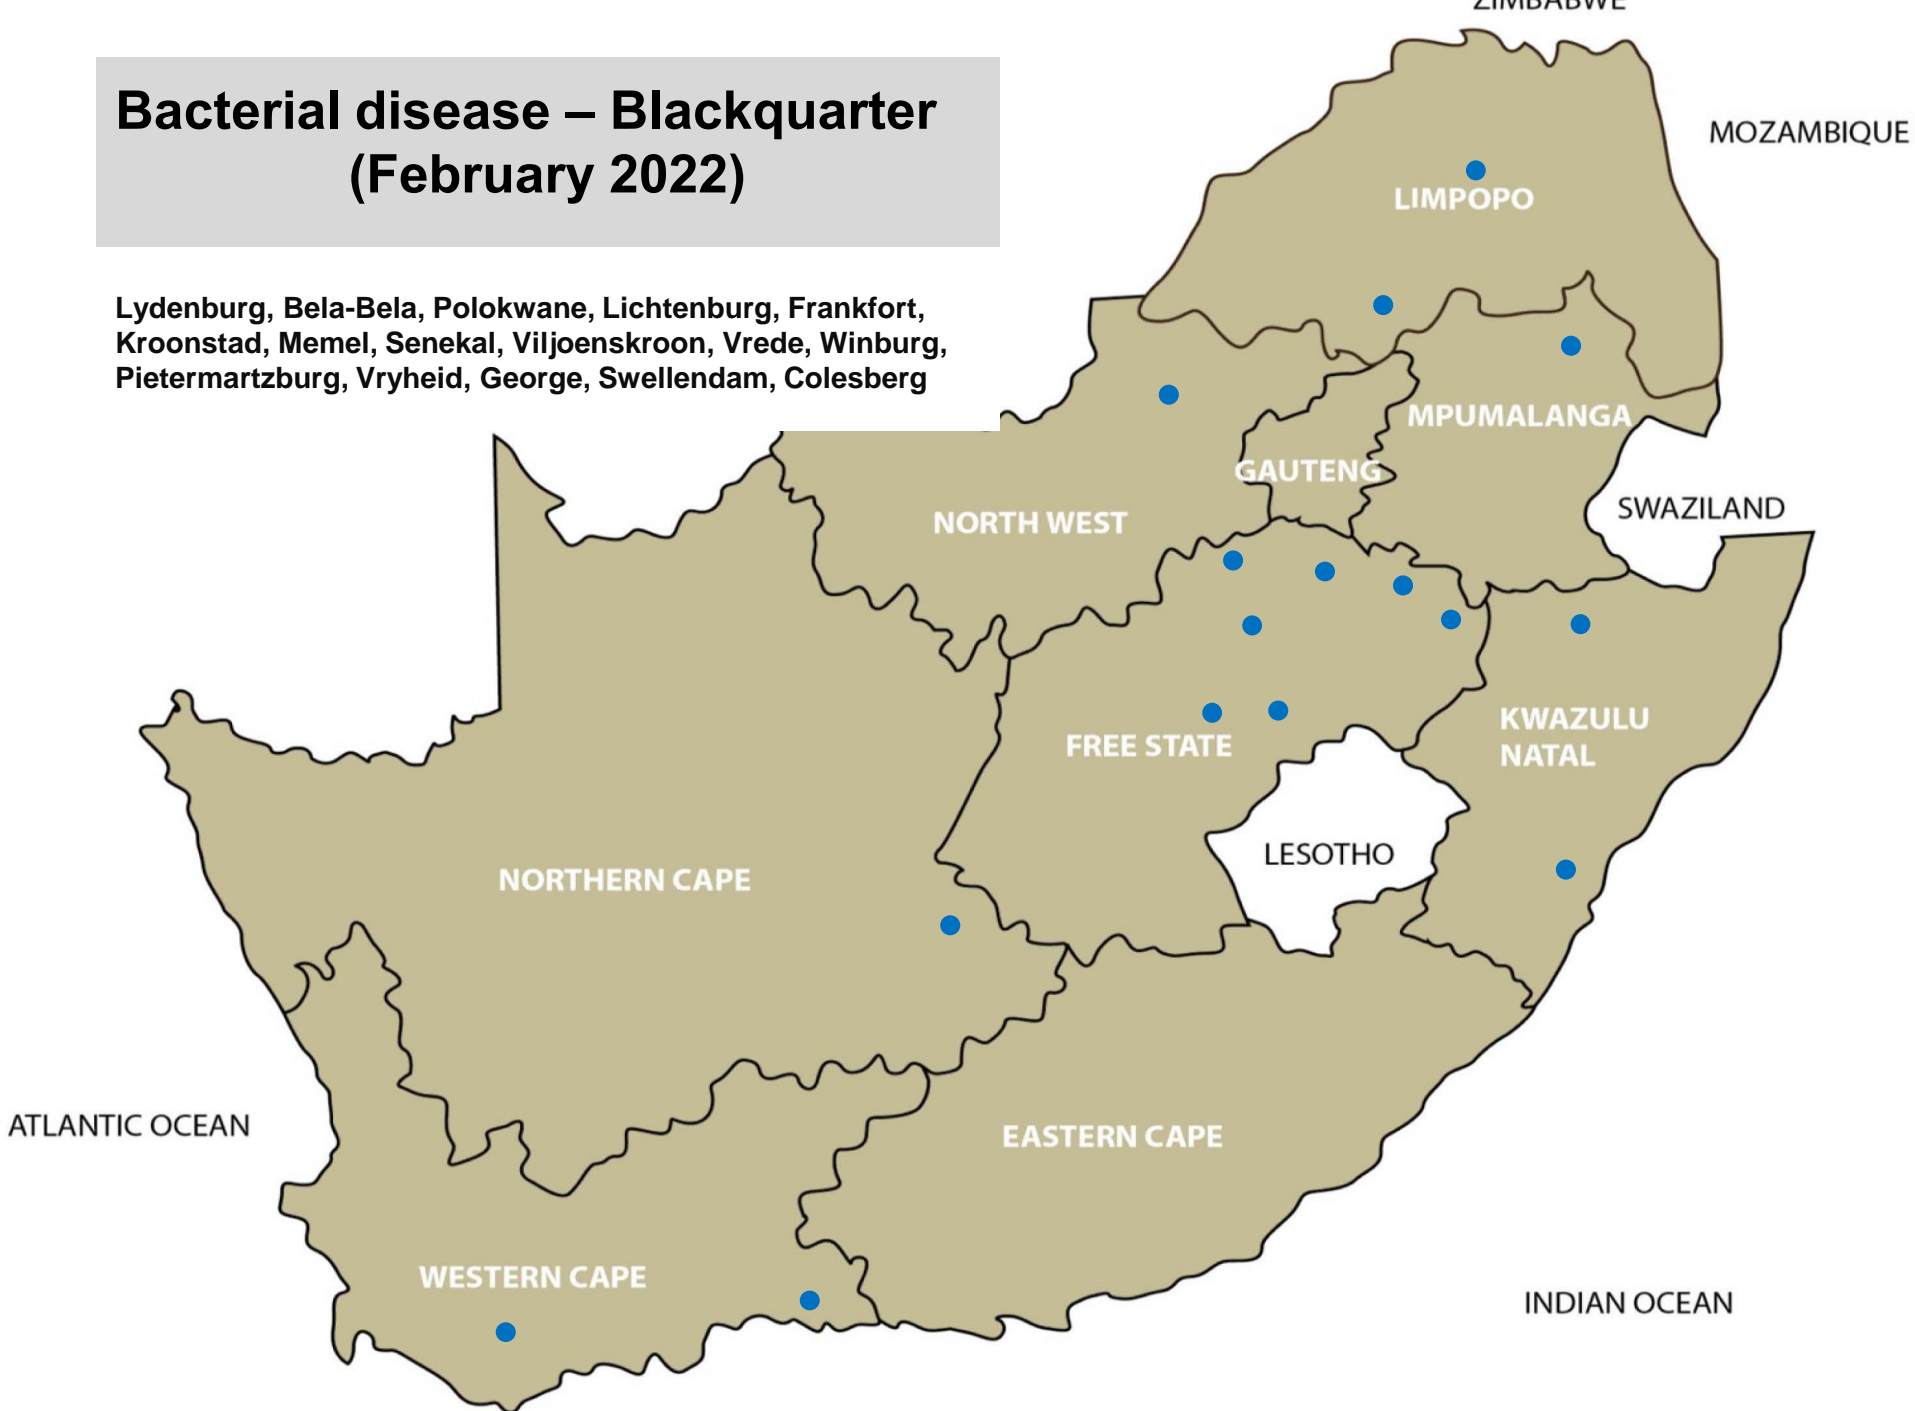 ZIMBABWE
Bacterial disease – Blackquarter
(February 2022)
MOZAMBIQUE
LIMPOPO
Lydenburg, Bela-Bela, Polokwane, Lichtenburg, Frankfort,
Kroonstad, Memel, Senekal, Viljoenskroon, Vrede, Winburg,
Pietermartzburg, Vryheid, George, Swellendam, Colesberg
MPUMALANGA
GAUTENG
SWAZILAND
NORTH WEST
KWAZULU
NATAL
FREE STATE
LESOTHO
NORTHERN CAPE
ATLANTIC OCEAN
EASTERN CAPE
WESTERN CAPE
INDIAN OCEAN